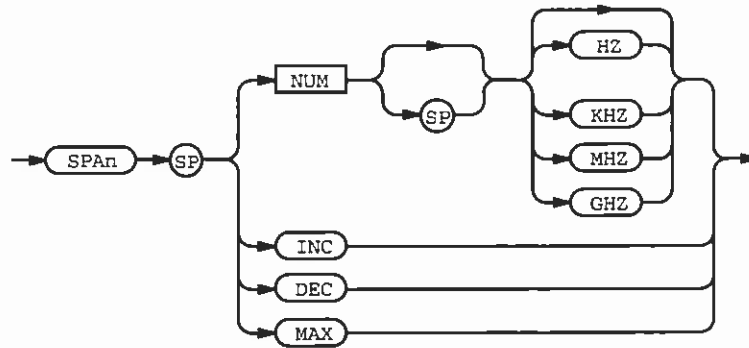 HZ
NUM
SP
KHZ
SPAn SP
MHZ
GHZ
INC
DEC
MAX